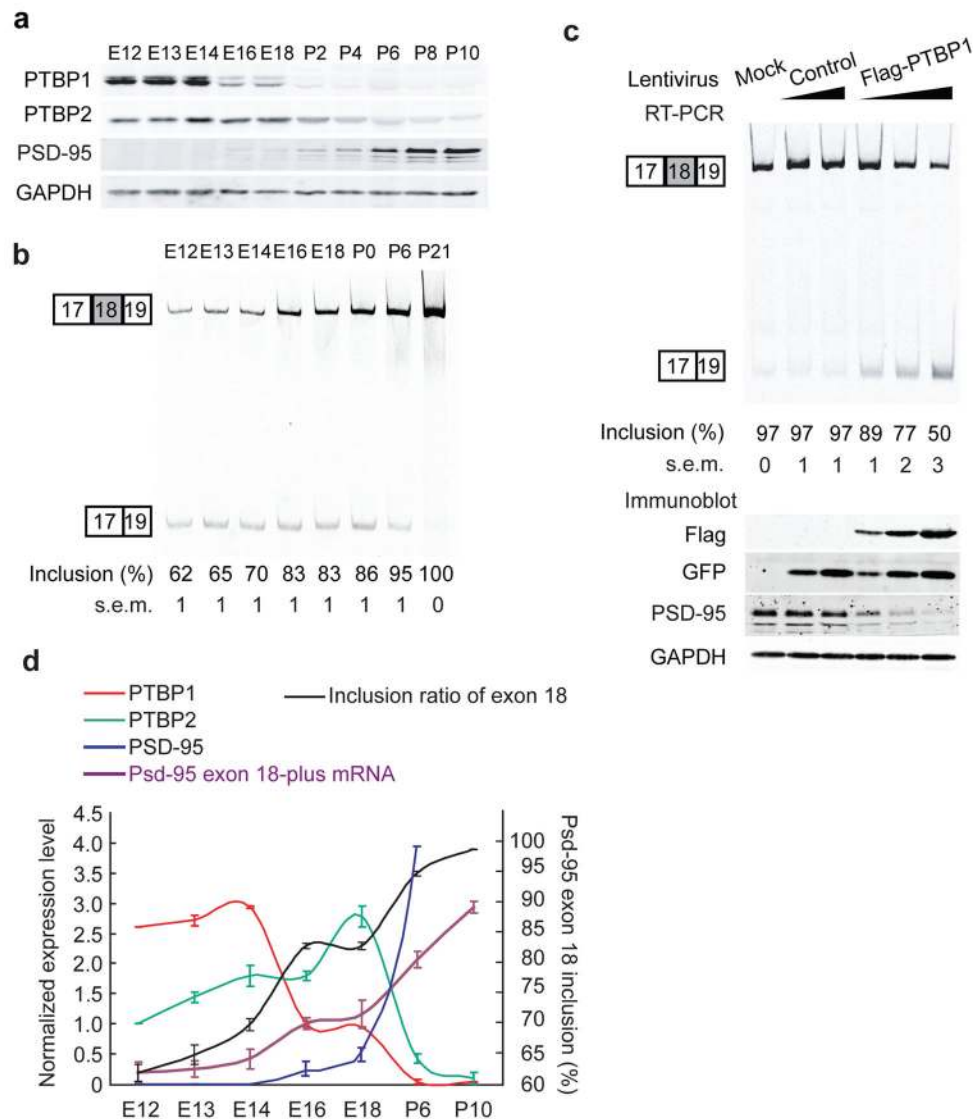 a
E12 E13 E14 E16 E18 P2 P4 P6 P8 P10
PTBP1
PTBP2
PSD-95
GAPDH
b
E12 E13 E14 E16 E18 P0 P6 P21
17 18 19
17 19
Inclusion (%) 62 65 70 83 83 86 95 100
s.e.m. 1 1 1 1 1 1 1 0
c
Lentivirus Mock Control Flag-PTBP1
RT-PCR
17 18 19
17 19
Inclusion (%) 97 97 97 89 77 50
s.e.m. 0 1 1 1 2 3
Immunoblot
Flag
GFP
PSD-95
GAPDH
d
PTBP1
PTBP2
PSD-95
Psd-95 exon 18-plus mRNA
Inclusion ratio of exon 18
Normalized expression level
4.5
4.0
3.5
3.0
2.5
2.0
1.5
1.0
0.5
0
E12 E13 E14 E16 E18 P6 P10
100
95
90
85
80
75
70
65
60
Psd-95 exon 18 inclusion (%)